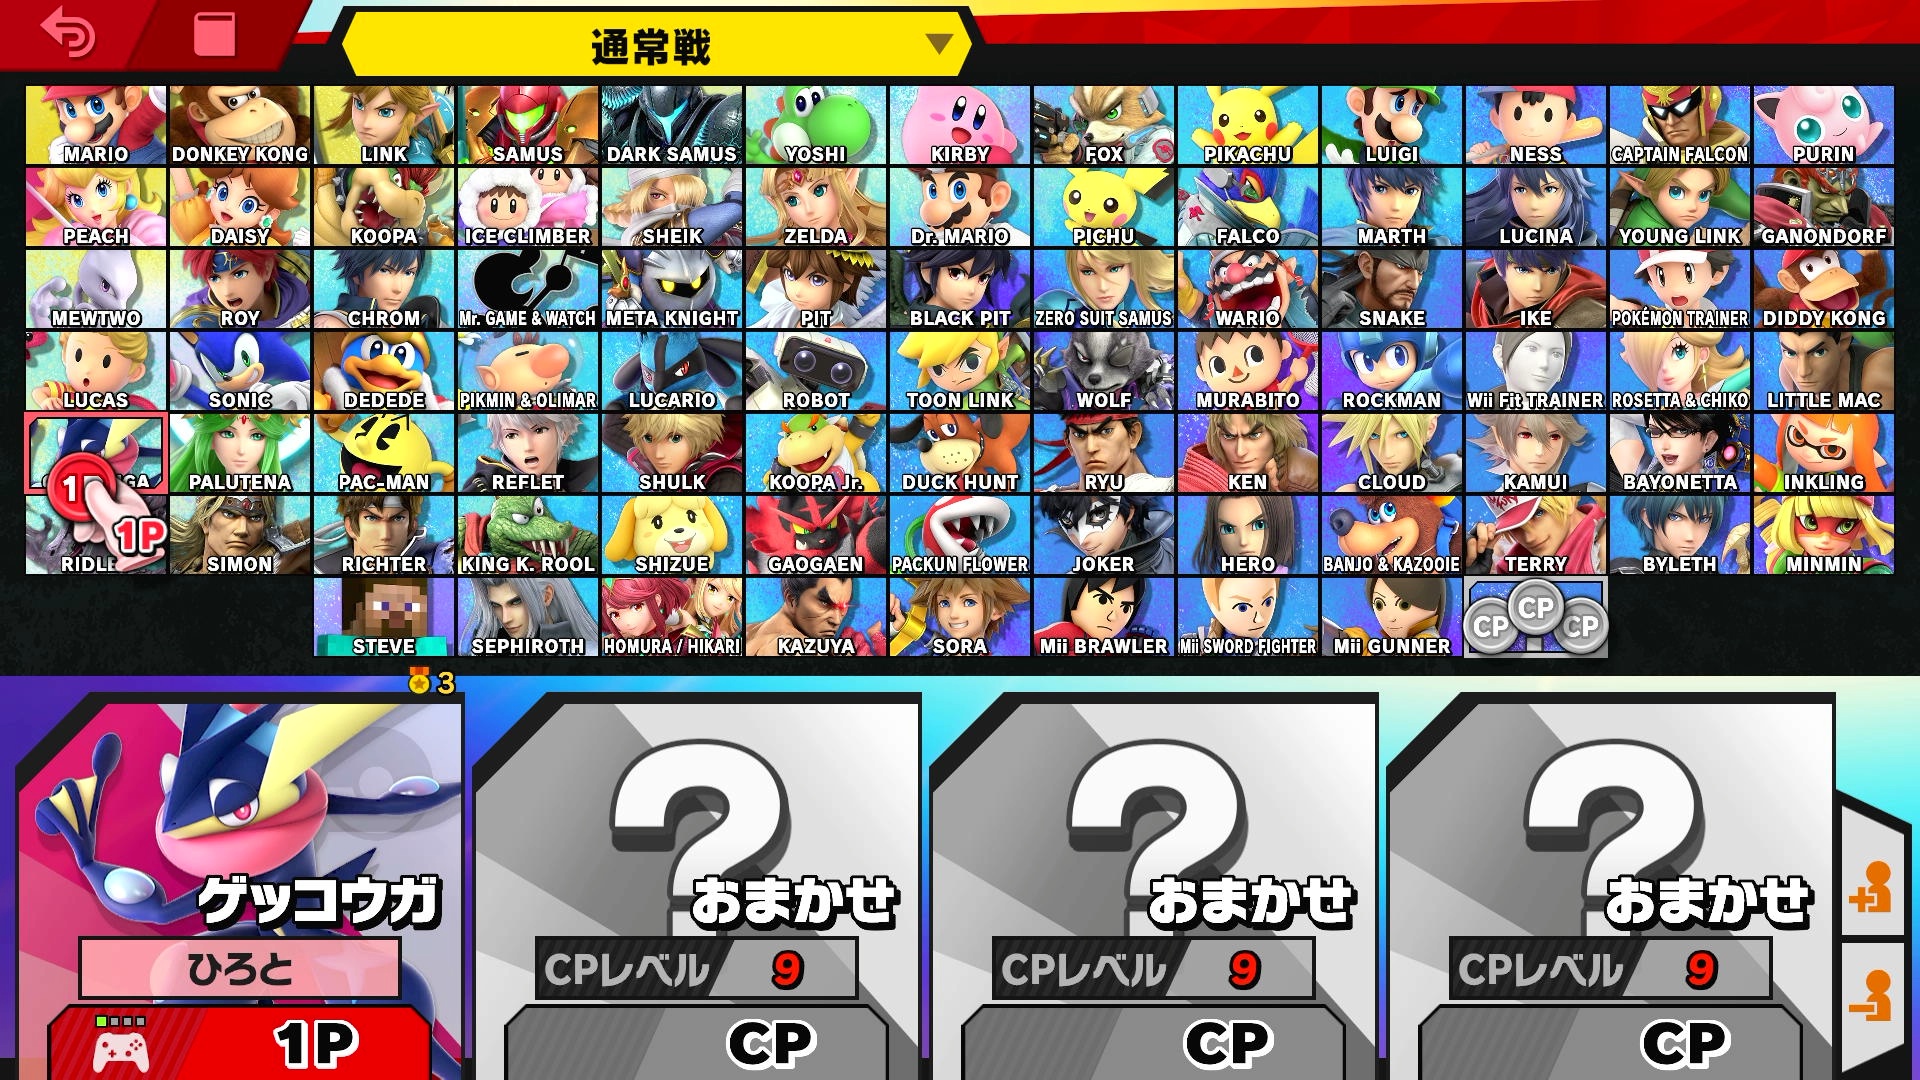 通常戦
MARIO
DONKEY KONG
LINK
SAMUS
DARK SAMUS
YOSHI
KIRBY
FOX
PIKACHU
LUIGI
NESS
CAPTAIN FALCON
PURIN
PEACH
DAISY
KOOPA
ICE CLIMBER
SHEIK
ZELDA
Dr. MARIO
PICHU
FALCO
MARTH
LUCINA
YOUNG LINK
GANONDORF
MEWTWO
ROY
CHROM
Mr. GAME & WATCH
META KNIGHT
PIT
BLACK PIT
ZERO SUIT SAMUS
WARIO
SNAKE
IKE
POKÉMON TRAINER
DIDDY KONG
LUCAS
SONIC
DEDEDE
PIKMIN & OLIMAR
LUCARIO
ROBOT
TOON LINK
WOLF
MURABITO
ROCKMAN
Wii Fit TRAINER
ROSETTA & CHIKO
LITTLE MAC
1
1P
PALUTENA
PAC-MAN
REFLET
SHULK
KOOPA Jr.
DUCK HUNT
RYU
KEN
CLOUD
KAMUI
BAYONETTA
INKLING
SIMON
RICHTER
KING K. ROOL
SHIZUE
GAOGAEN
PACKUN FLOWER
JOKER
HERO
BANJO & KAZOOIE
TERRY
BYLETH
MINMIN
STEVE
SEPHIROTH
HOMURA / HIKARI
KAZUYA
SORA
Mii BRAWLER
Mii SWORD FIGHTER
Mii GUNNER
CP
CP
CP
3
ゲッコウガ
ひろと
1P
おまかせ
CPレベル 9
CP
おまかせ
CPレベル 9
CP
おまかせ
CPレベル 9
CP